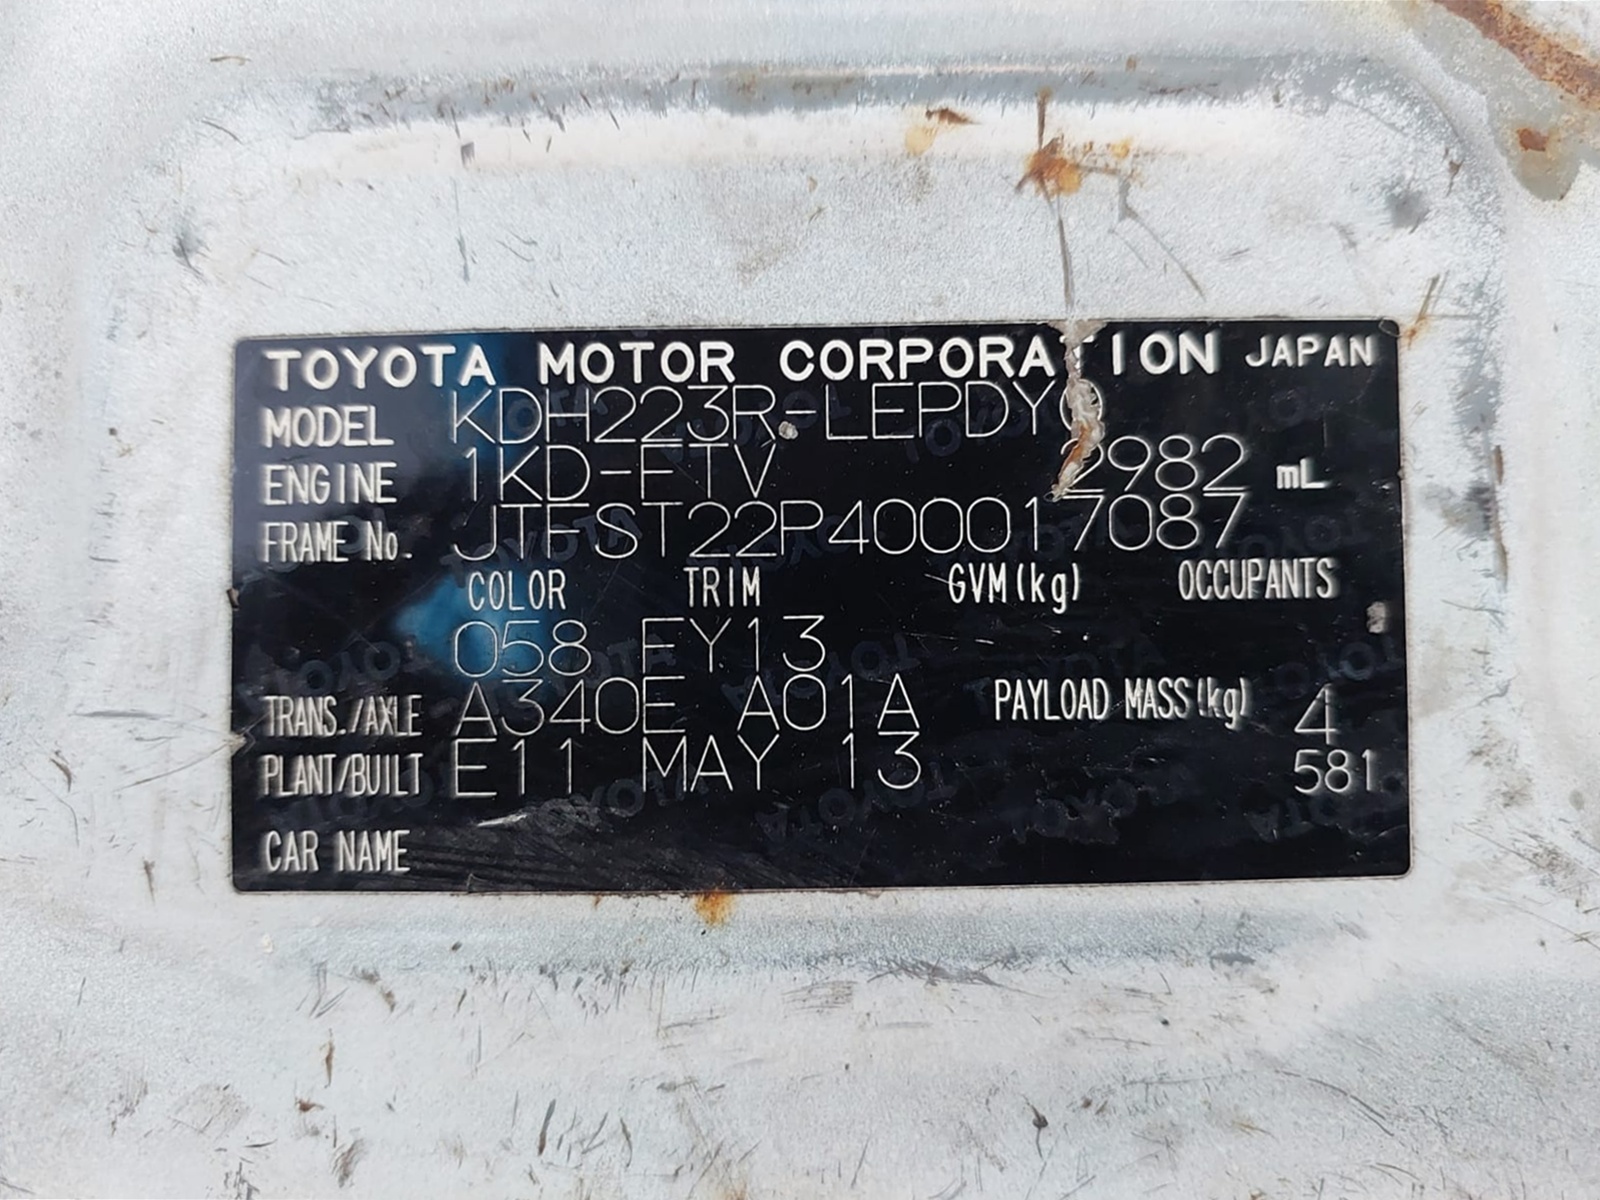 TOYOTA MOTOR CORPORATION JAPAN
MODEL KDH223R-LEPDYQ
ENGINE 1KD-FTV 2982 mL
FRAME No. JTFST22P400017087
COLOR TRIM GVM(kg) OCCUPANTS
058 FY13
TRANS./AXLE A340E A01A PAYLOAD MASS(kg) 4
PLANT/BUILT E11 MAY 13 581
CAR NAME